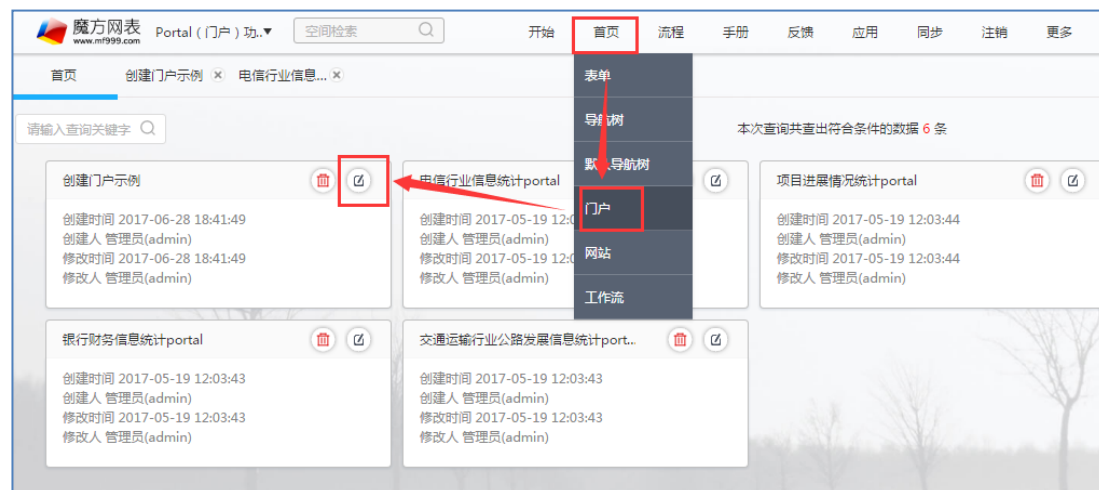 魔方网表
www.mf999.com
Portal ( 门户 ) 功..▼
空间检索
开始
首页
流程
手册
反馈
应用
同步
注销
更多
首页
创建门户示例
电信行业信息...
表单
导航树
默认导航树
门户
网站
工作流
请输入查询关键字
本次查询共查出符合条件的数据 6 条
创建门户示例
创建时间 2017-06-28 18:41:49
创建人 管理员(admin)
修改时间 2017-06-28 18:41:49
修改人 管理员(admin)
电信行业信息统计portal
创建时间 2017-05-19 12:0
创建人 管理员(admin)
修改时间 2017-05-19 12:0
修改人 管理员(admin)
项目进展情况统计portal
创建时间 2017-05-19 12:03:44
创建人 管理员(admin)
修改时间 2017-05-19 12:03:44
修改人 管理员(admin)
银行财务信息统计portal
创建时间 2017-05-19 12:03:43
创建人 管理员(admin)
修改时间 2017-05-19 12:03:43
修改人 管理员(admin)
交通运输行业公路发展信息统计port...
创建时间 2017-05-19 12:03:43
创建人 管理员(admin)
修改时间 2017-05-19 12:03:43
修改人 管理员(admin)